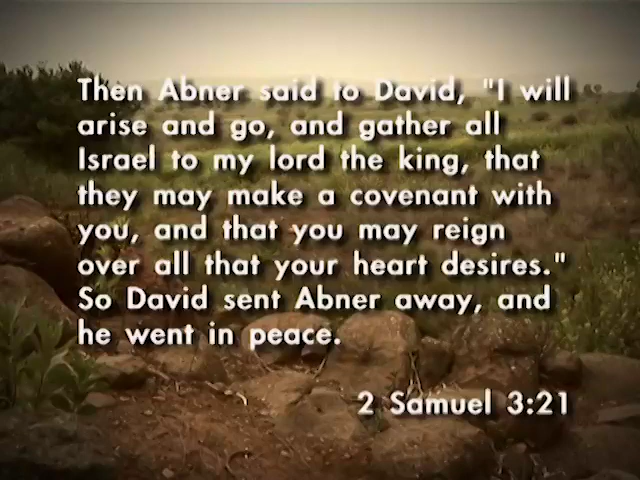 Then Abner said to David, "I will
arise and go, and gather all
Israel to my lord the king, that
they may make a covenant with
you, and that you may reign
over all that your heart desires."
So David sent Abner away, and
he went in peace.
2 Samuel 3:21